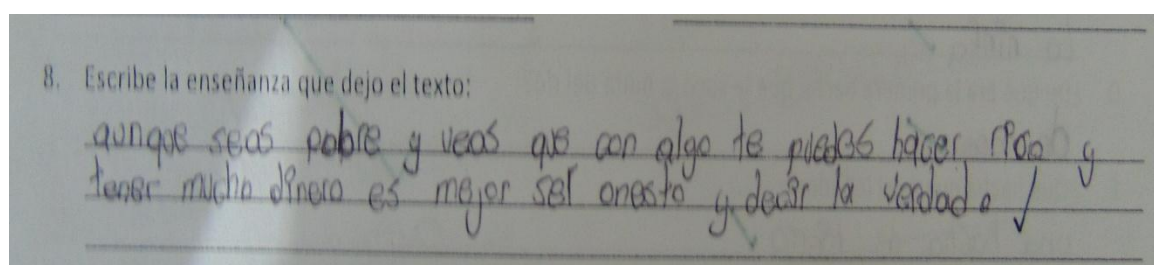 8. Escribe la enseñanza que dejo el texto:
aunque seas pobre y veas que con algo te puedes hacer rico y
tener mucho dinero es mejor ser onesto y decir la verdad.